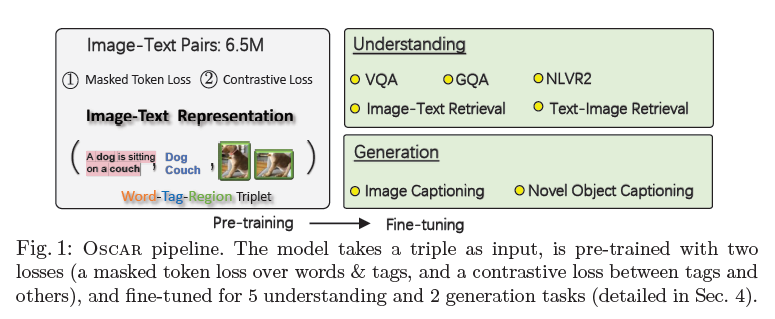 Image-Text Pairs: 6.5M
① Masked Token Loss ② Contrastive Loss
Image-Text Representation
( A dog is sitting on a couch , Dog Couch , )
Word-Tag-Region Triplet
Understanding
VQA GQA NLVR2
Image-Text Retrieval Text-Image Retrieval
Generation
Image Captioning Novel Object Captioning
Pre-training Fine-tuning
Fig. 1: OSCAR pipeline. The model takes a triple as input, is pre-trained with two
losses (a masked token loss over words & tags, and a contrastive loss between tags and
others), and fine-tuned for 5 understanding and 2 generation tasks (detailed in Sec. 4).